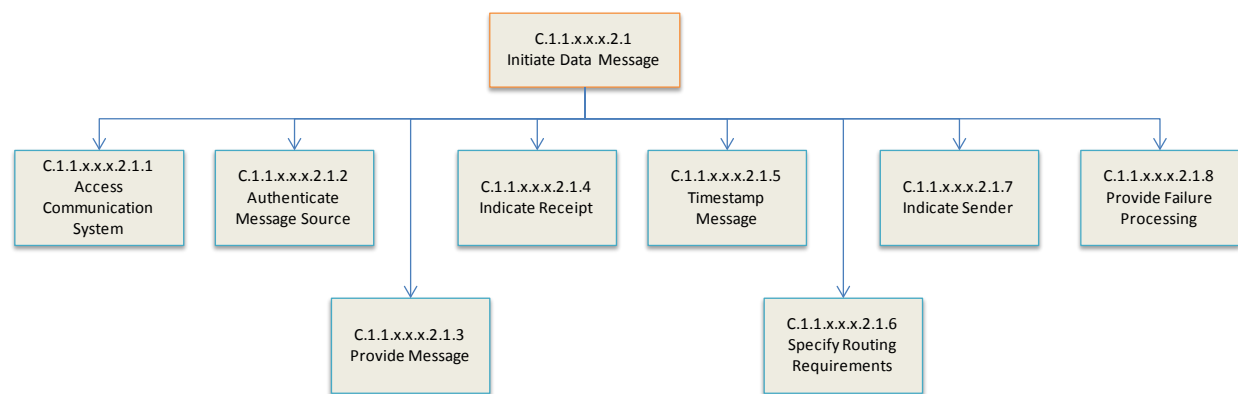 C.1.1.x.x.x.2.1
Initiate Data Message
C.1.1.x.x.x.2.1.1
Access
Communication
System
C.1.1.x.x.x.2.1.2
Authenticate
Message Source
C.1.1.x.x.x.2.1.3
Provide Message
C.1.1.x.x.x.2.1.4
Indicate Receipt
C.1.1.x.x.x.2.1.5
Timestamp
Message
C.1.1.x.x.x.2.1.6
Specify Routing
Requirements
C.1.1.x.x.x.2.1.7
Indicate Sender
C.1.1.x.x.x.2.1.8
Provide Failure
Processing